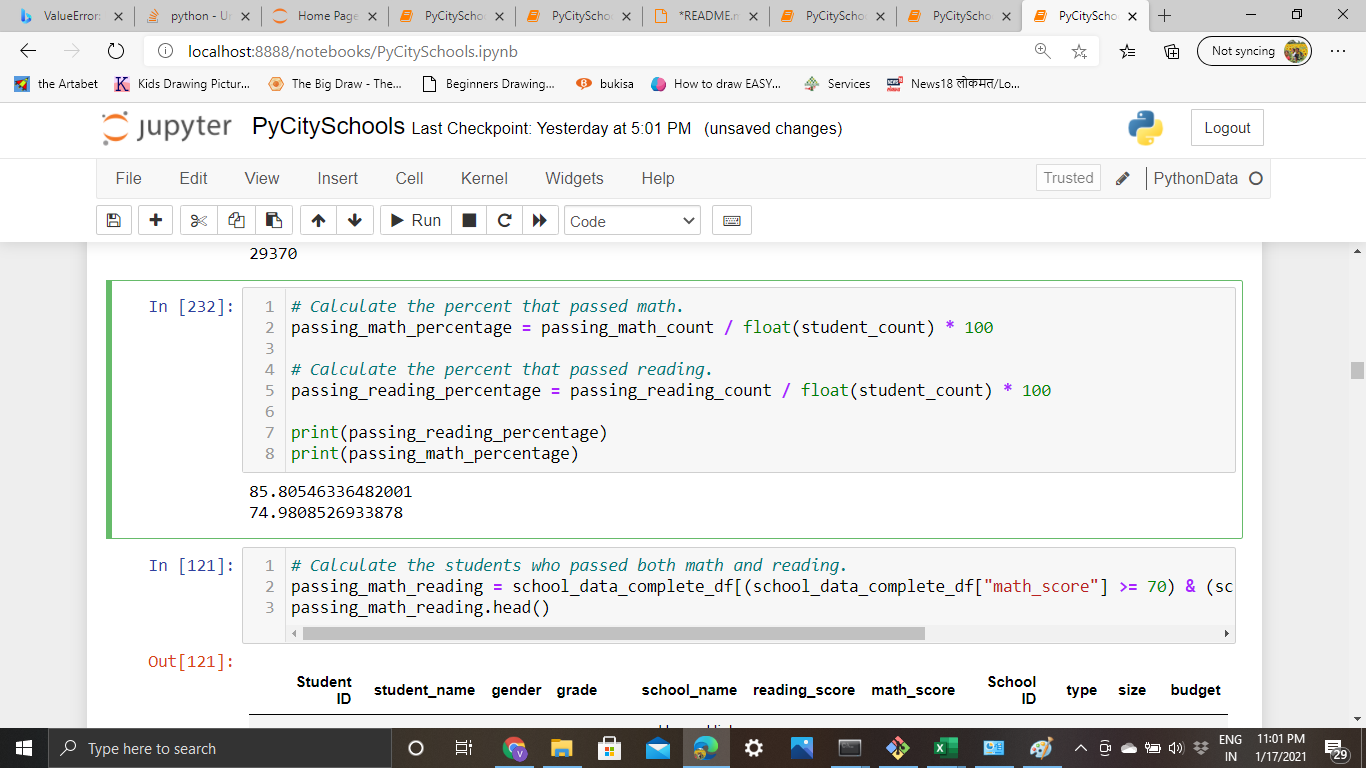 ValueError:
python - U
Home Page
PyCityScho
PyCityScho
*README.m
PyCityScho
PyCityScho
PyCityScho
localhost:8888/notebooks/PyCitySchools.ipynb
Not syncing
the Artabet
Kids Drawing Pictur...
The Big Draw - The...
Beginners Drawing...
bukisa
How to draw EASY...
Services
News18 लोकमत/Lo...
jupyter PyCitySchools Last Checkpoint: Yesterday at 5:01 PM (unsaved changes)
Logout
File Edit View Insert Cell Kernel Widgets Help
Trusted
PythonData
Run
Code
29370
In [232]:
1 # Calculate the percent that passed math.
2 passing_math_percentage = passing_math_count / float(student_count) * 100
3
4 # Calculate the percent that passed reading.
5 passing_reading_percentage = passing_reading_count / float(student_count) * 100
6
7 print(passing_reading_percentage)
8 print(passing_math_percentage)
85.80546336482001
74.9808526933878
In [121]:
1 # Calculate the students who passed both math and reading.
2 passing_math_reading = school_data_complete_df[(school_data_complete_df["math_score"] >= 70) & (sc
3 passing_math_reading.head()
Out[121]:
Student ID student_name gender grade school_name reading_score math_score School ID type size budget
Type here to search
ENG
IN
11:01 PM
1/17/2021
29